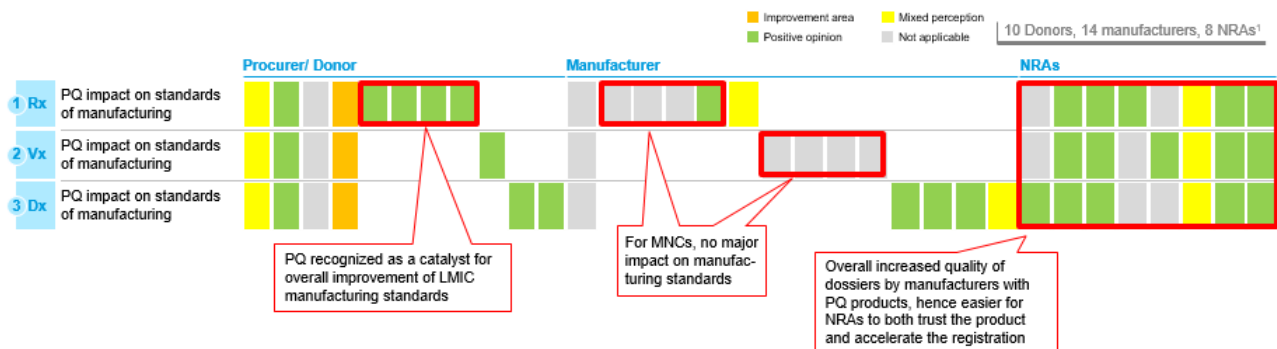 Improvement area
Mixed perception
Positive opinion
Not applicable
10 Donors, 14 manufacturers, 8 NRAs¹
Procurer/ Donor
Manufacturer
NRAs
1 Rx
PQ impact on standards
of manufacturing
2 Vx
PQ impact on standards
of manufacturing
3 Dx
PQ impact on standards
of manufacturing
PQ recognized as a catalyst for
overall improvement of LMIC
manufacturing standards
For MNCs, no major
impact on manufac-
turing standards
Overall increased quality of
dossiers by manufacturers with
PQ products, hence easier for
NRAs to both trust the product
and accelerate the registration